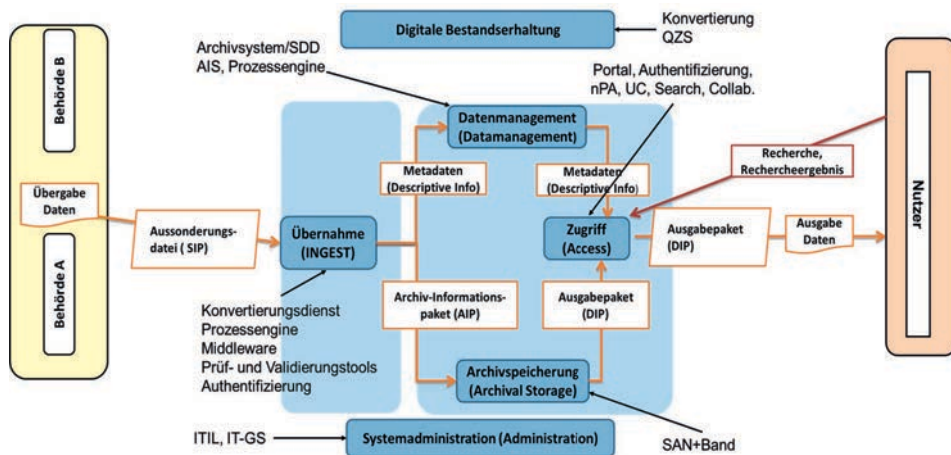 Digitale Bestandserhaltung
Konvertierung
QZS
Archivsystem/SDD
AIS, Prozessengine
Portal, Authentifizierung,
nPA, UC, Search, Collab.
Behörde B
Datenmanagement
(Datamanagement)
Metadaten
(Descriptive Info)
Metadaten
(Descriptive Info)
Recherche,
Rechercheergebnis
Nutzer
Übergabe
Daten
Aussonderungs-
datei ( SIP)
Übernahme
(INGEST)
Zugriff
(Access)
Ausgabepaket
(DIP)
Ausgabe
Daten
Behörde A
Konvertierungsdienst
Prozessengine
Middleware
Prüf- und Validierungstools
Authentifizierung
Archiv-Informations-
paket (AIP)
Ausgabepaket
(DIP)
Archivspeicherung
(Archival Storage)
ITIL, IT-GS
Systemadministration (Administration)
SAN+Band